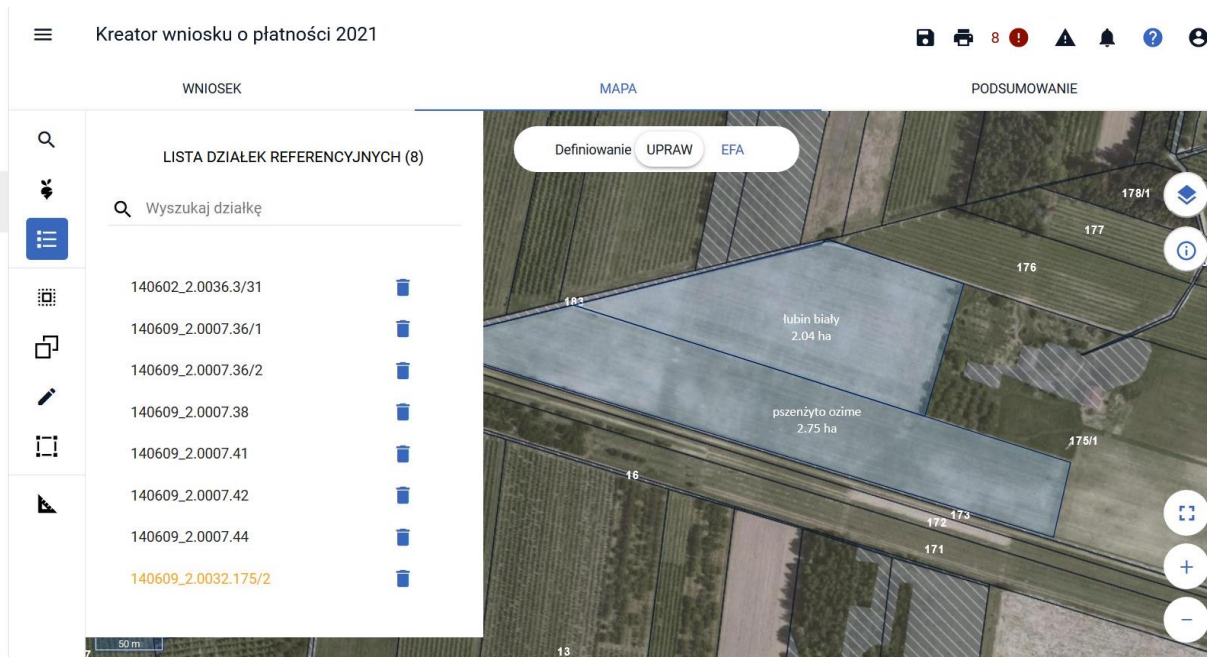 Kreator wniosku o płatności 2021
8
WNIOSEK
MAPA
PODSUMOWANIE
LISTA DZIAŁEK REFERENCYJNYCH (8)
Wyszukaj działkę
140602_2.0036.3/31
140609_2.0007.36/1
140609_2.0007.36/2
140609_2.0007.38
140609_2.0007.41
140609_2.0007.42
140609_2.0007.44
140609_2.0032.175/2
Definiowanie UPRAW EFA
178/1
177
176
183
łubin biały
2.04 ha
pszenżyto ozime
2.75 ha
175/1
16
173
172
171
50 m
7
13